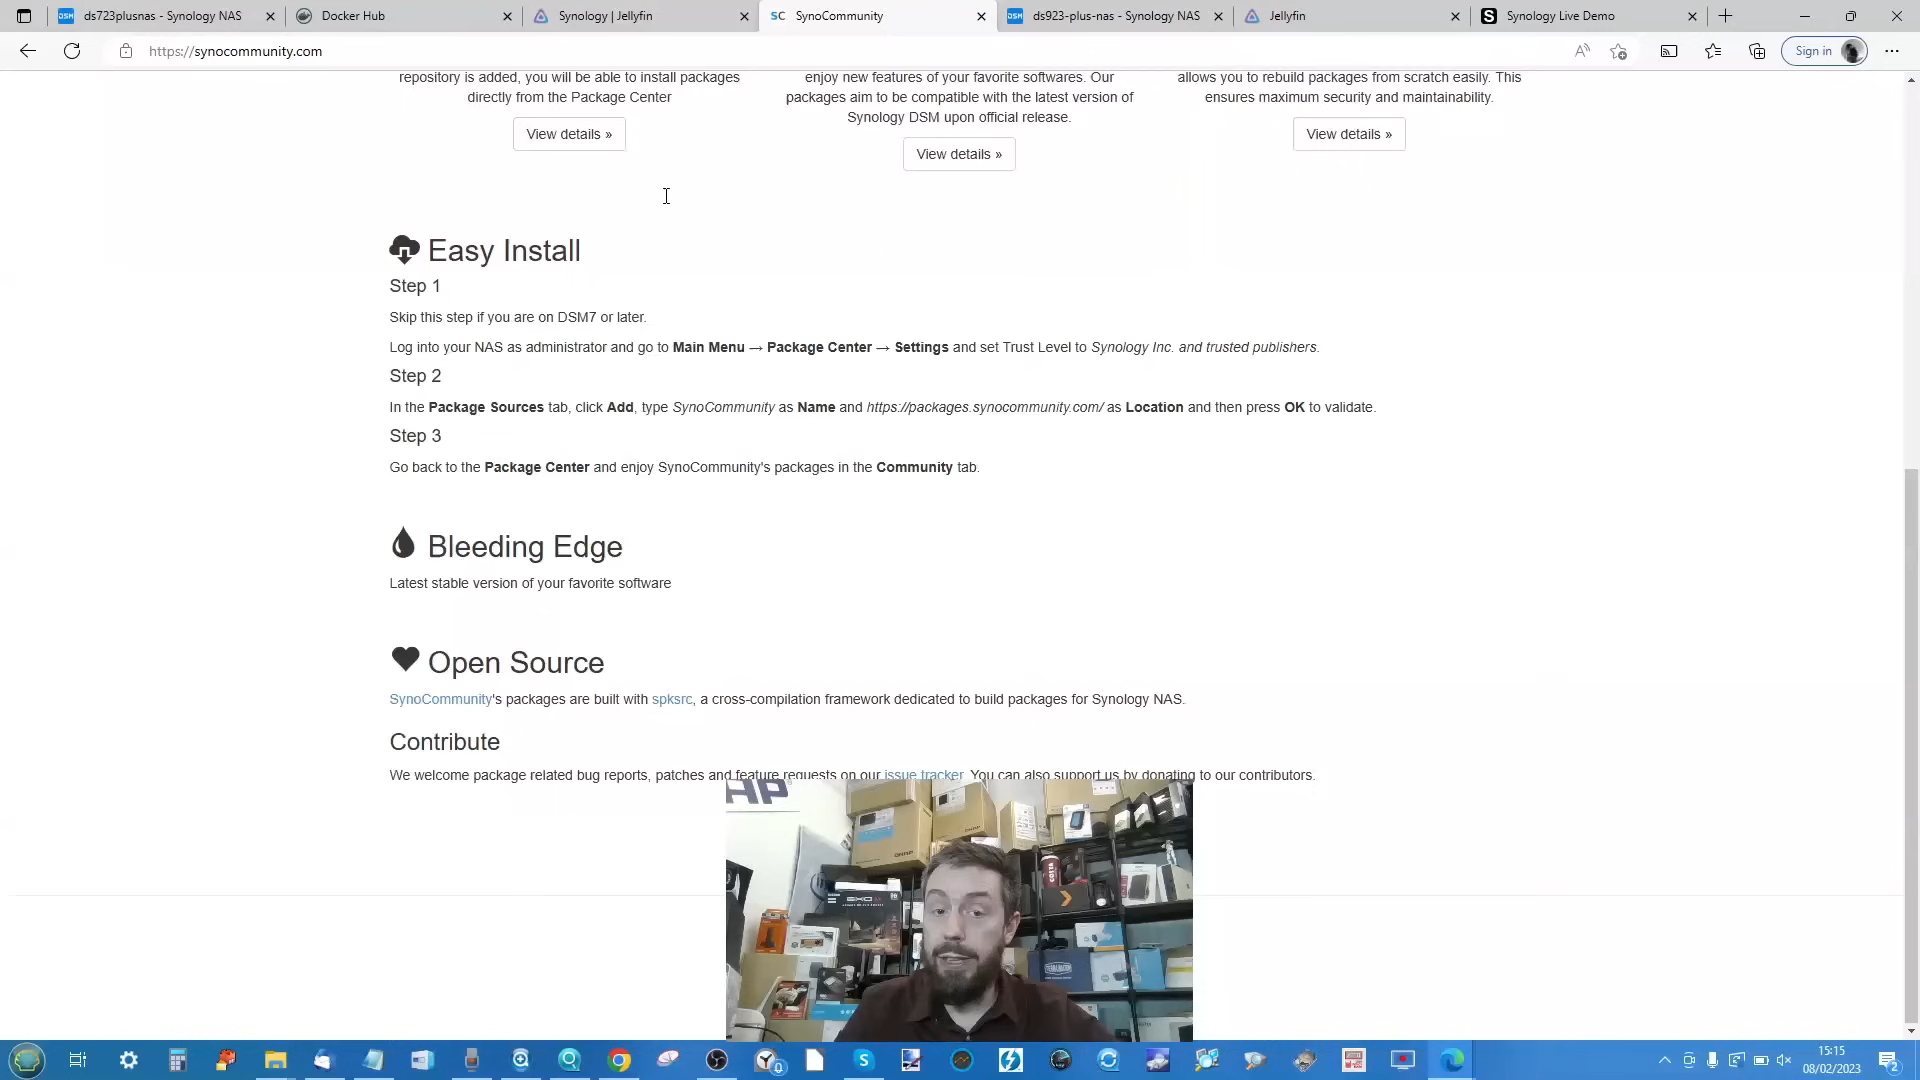 ds723plusnas - Synology NAS
Docker Hub
Synology | Jellyfin
SC SynoCommunity
ds923-plus-nas - Synology NAS
Jellyfin
S Synology Live Demo
https://synocommunity.com
Sign in
repository is added, you will be able to install packages
directly from the Package Center
View details »
enjoy new features of your favorite softwares. Our
packages aim to be compatible with the latest version of
Synology DSM upon official release.
View details »
allows you to rebuild packages from scratch easily. This
ensures maximum security and maintainability.
View details »
Easy Install
Step 1
Skip this step if you are on DSM7 or later.
Log into your NAS as administrator and go to Main Menu → Package Center → Settings and set Trust Level to Synology Inc. and trusted publishers.
Step 2
In the Package Sources tab, click Add, type SynoCommunity as Name and https://packages.synocommunity.com/ as Location and then press OK to validate.
Step 3
Go back to the Package Center and enjoy SynoCommunity's packages in the Community tab.
Bleeding Edge
Latest stable version of your favorite software
Open Source
SynoCommunity's packages are built with spksrc, a cross-compilation framework dedicated to build packages for Synology NAS.
Contribute
We welcome package related bug reports, patches and feature requests on our issue tracker. You can also support us by donating to our contributors.
15:15
08/02/2023
2